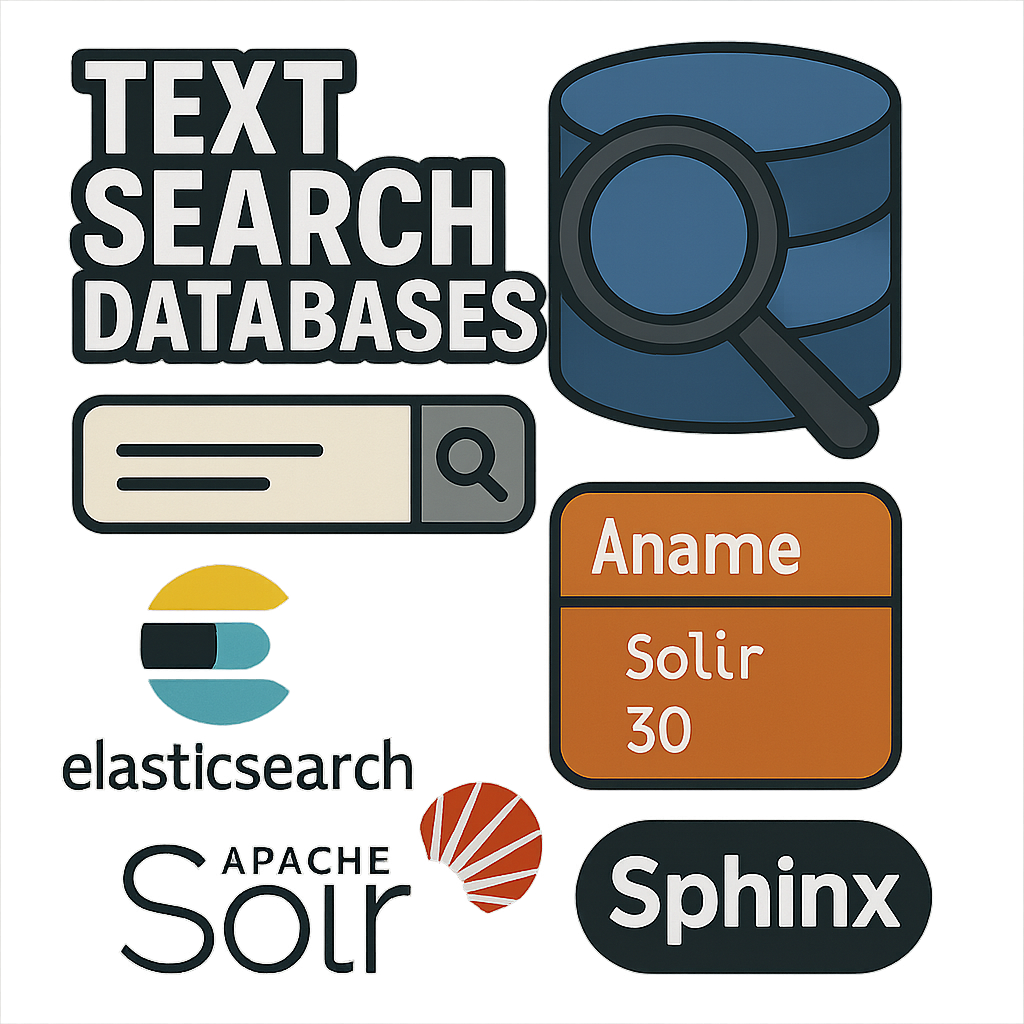 TEXT
SEARCH
DATABASES
Aname
Solir
30
elasticsearch
APACHE
Solr
Sphinx